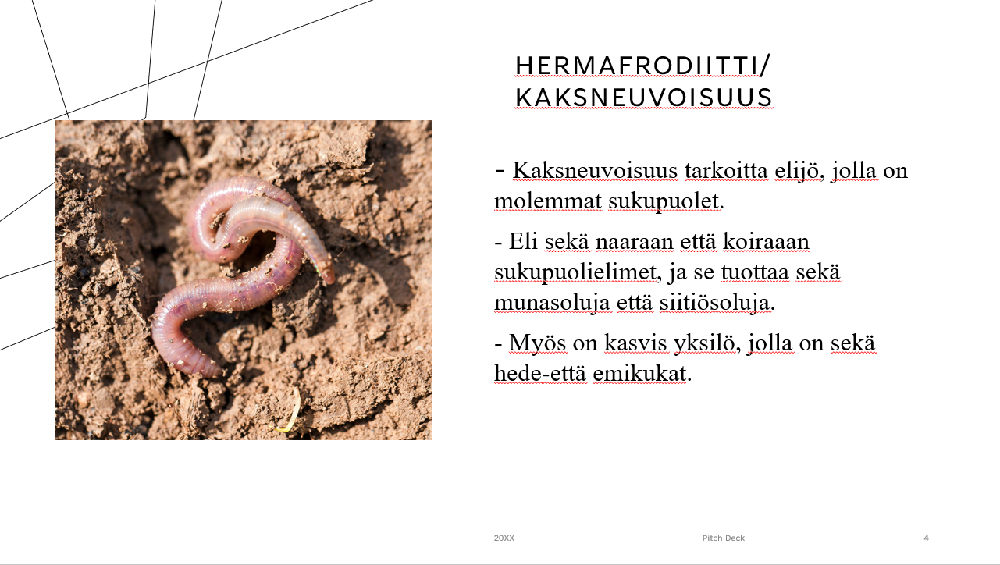 HERMAFRODIITTI/
KAKSNEUVOISUUS
- Kaksneuvoisuus tarkoitta elijö, jolla on
molemmat sukupuolet.
- Eli sekä naaraan että koiraaan
sukupuolielimet, ja se tuottaa sekä
munasoluja että siitiösoluja.
- Myös on kasvis yksilö, jolla on sekä
hede-että emikukat.
20XX Pitch Deck 4